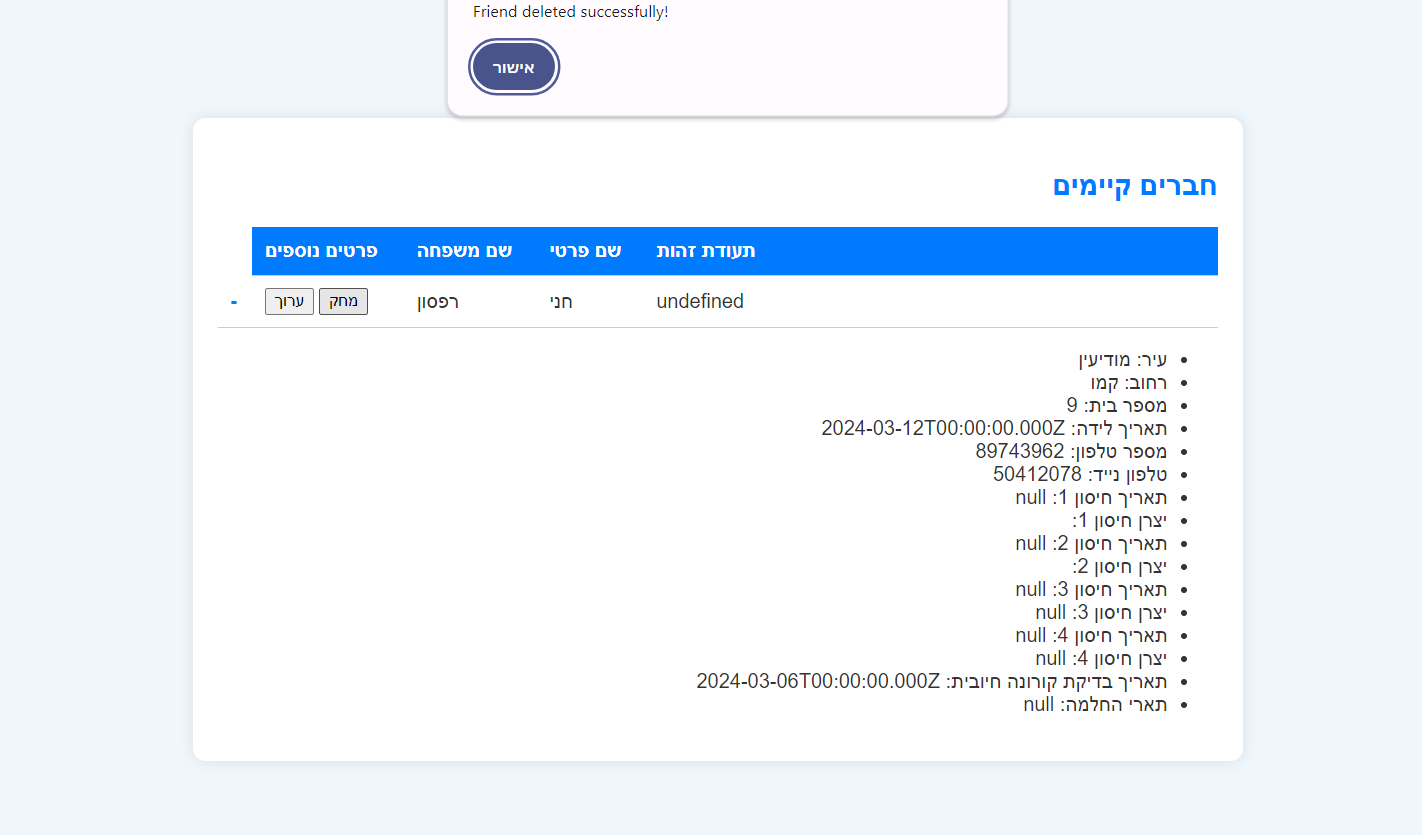 Friend deleted successfully!
אישור
חברים קיימים
תעודת זהות שם פרטי שם משפחה פרטים נוספים
undefined חני רפסון מחק ערוך -
עיר: מודיעין
רחוב: קמו
מספר בית: 9
תאריך לידה: 2024-03-12T00:00:00.000Z
מספר טלפון: 89743962
טלפון נייד: 50412078
תאריך חיסון 1: null
יצרן חיסון 1:
תאריך חיסון 2: null
יצרן חיסון 2:
תאריך חיסון 3: null
יצרן חיסון 3: null
תאריך חיסון 4: null
יצרן חיסון 4: null
תאריך בדיקת קורונה חיובית: 2024-03-06T00:00:00.000Z
תארי החלמה: null